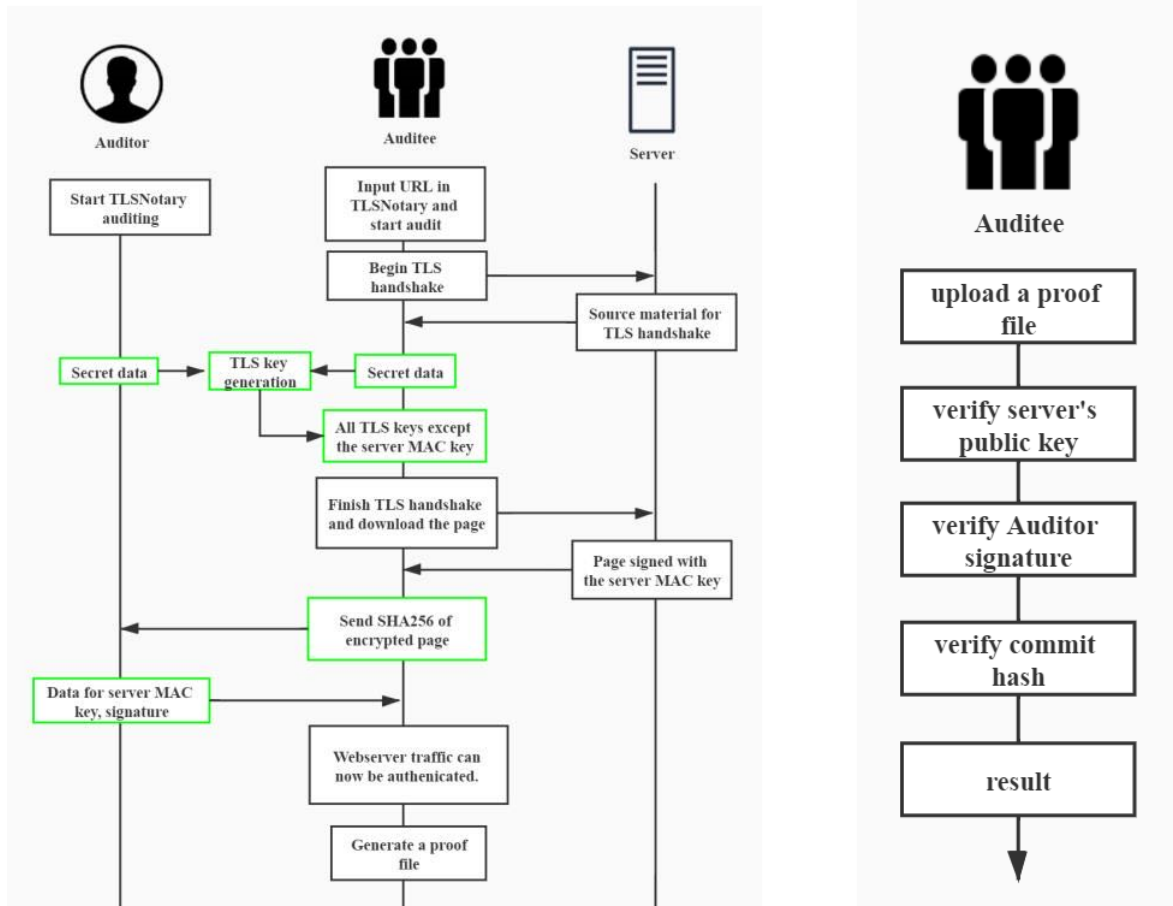 Auditor
Auditee
Server
Start TLSNotary
auditing
Input URL in
TLSNotary and
start audit
Begin TLS
handshake
Source material for
TLS handshake
Secret data
TLS key
generation
Secret data
All TLS keys except
the server MAC key
Finish TLS handshake
and download the page
Page signed with
the server MAC key
Send SHA256 of
encrypted page
Data for server MAC
key, signature
Webserver traffic can
now be authenicated.
Generate a proof
file
Auditee
upload a proof
file
verify server's
public key
verify Auditor
signature
verify commit
hash
result